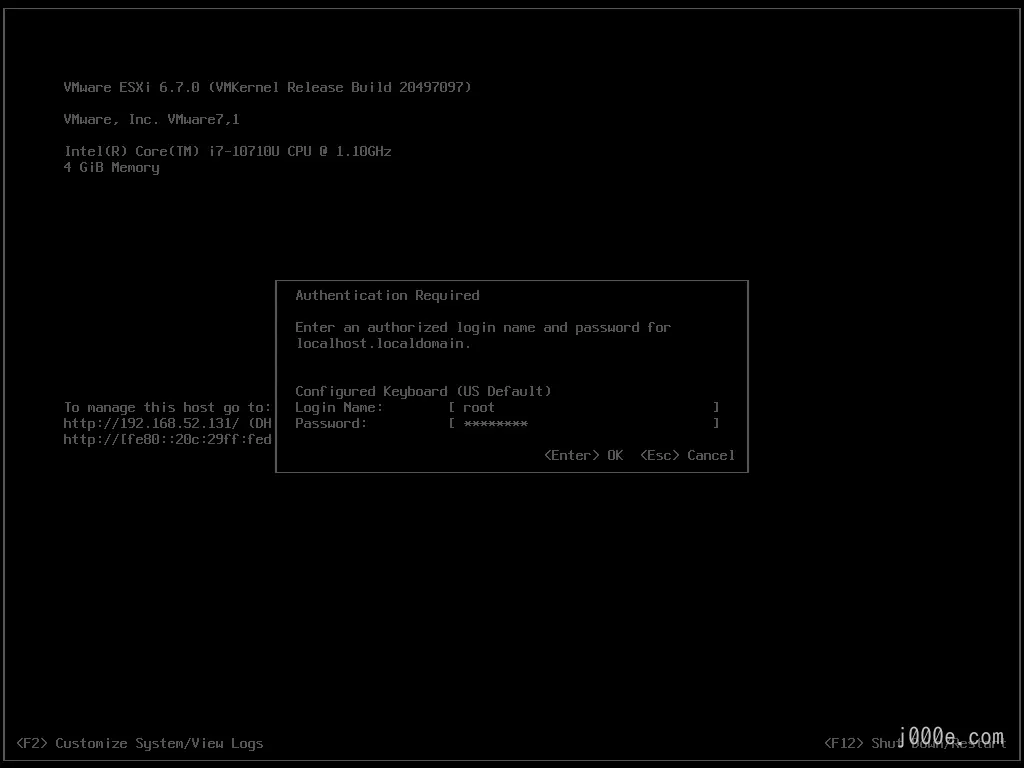 VMware ESXi 6.7.0 (VMKernel Release Build 20497097)
VMware, Inc. VMware7,1
Intel(R) Core(TM) i7-10710U CPU @ 1.10GHz
4 GiB Memory
Authentication Required
Enter an authorized login name and password for
localhost.localdomain.
Configured Keyboard (US Default)
To manage this host go to: Login Name: [ root ]
http://192.168.52.131/ (DH Password: [ ******** ]
http://[fe80::20c:29ff:fed
<Enter> OK <Esc> Cancel
<F2> Customize System/View Logs
<F12> Shut Down/Restart
j000e.com